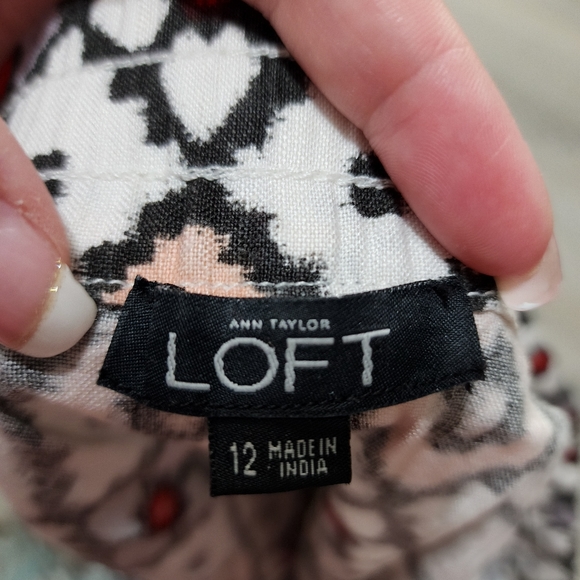 ANN TAYLOR
LOFT
12 MADE IN
INDIA